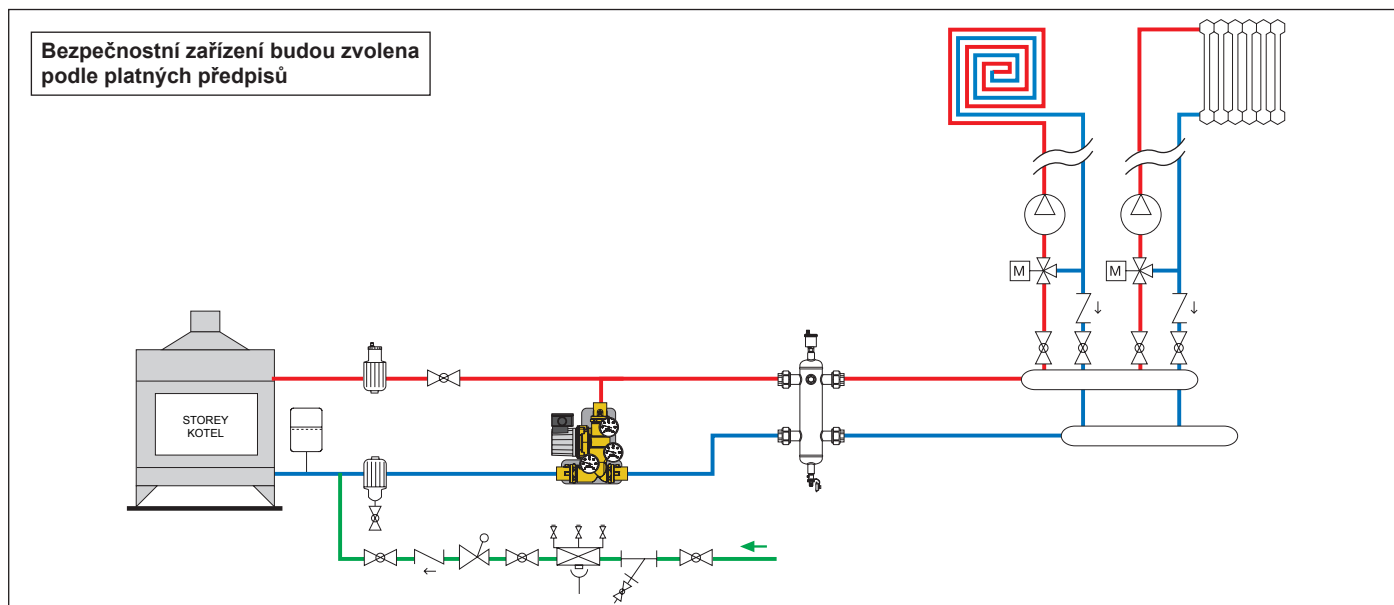 Bezpečnostní zařízení budou zvolena
podle platných předpisů
M
M
STOREY
KOTEL